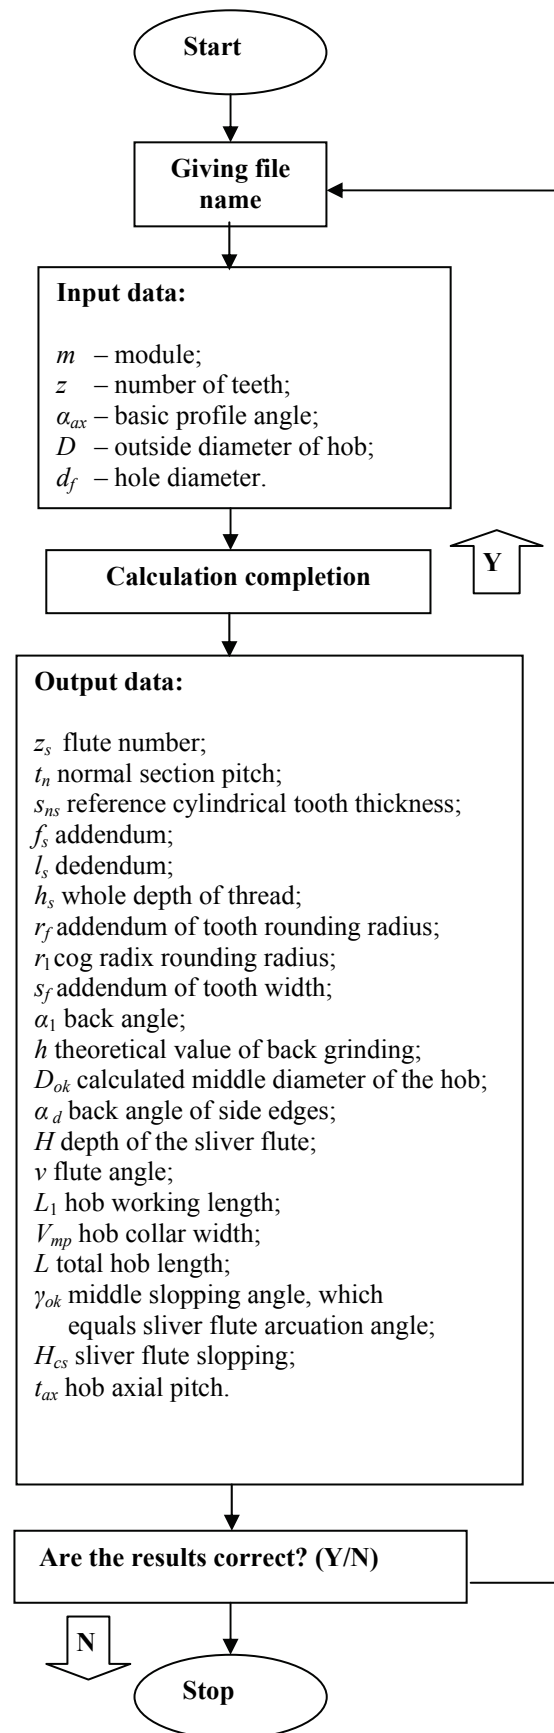 Start
Giving file
name
Input data:
m – module;
z – number of teeth;
αax – basic profile angle;
D – outside diameter of hob;
df – hole diameter.
Y
Calculation completion
Output data:
zs flute number;
tn normal section pitch;
sns reference cylindrical tooth thickness;
fs addendum;
ls dedendum;
hs whole depth of thread;
rf addendum of tooth rounding radius;
rl cog radix rounding radius;
sf addendum of tooth width;
α1 back angle;
h theoretical value of back grinding;
Dok calculated middle diameter of the hob;
α d back angle of side edges;
H depth of the sliver flute;
v flute angle;
L1 hob working length;
Vmp hob collar width;
L total hob length;
γok middle slopping angle, which
equals sliver flute arcuation angle;
Hcs sliver flute slopping;
tax hob axial pitch.
Are the results correct? (Y/N)
N
Stop